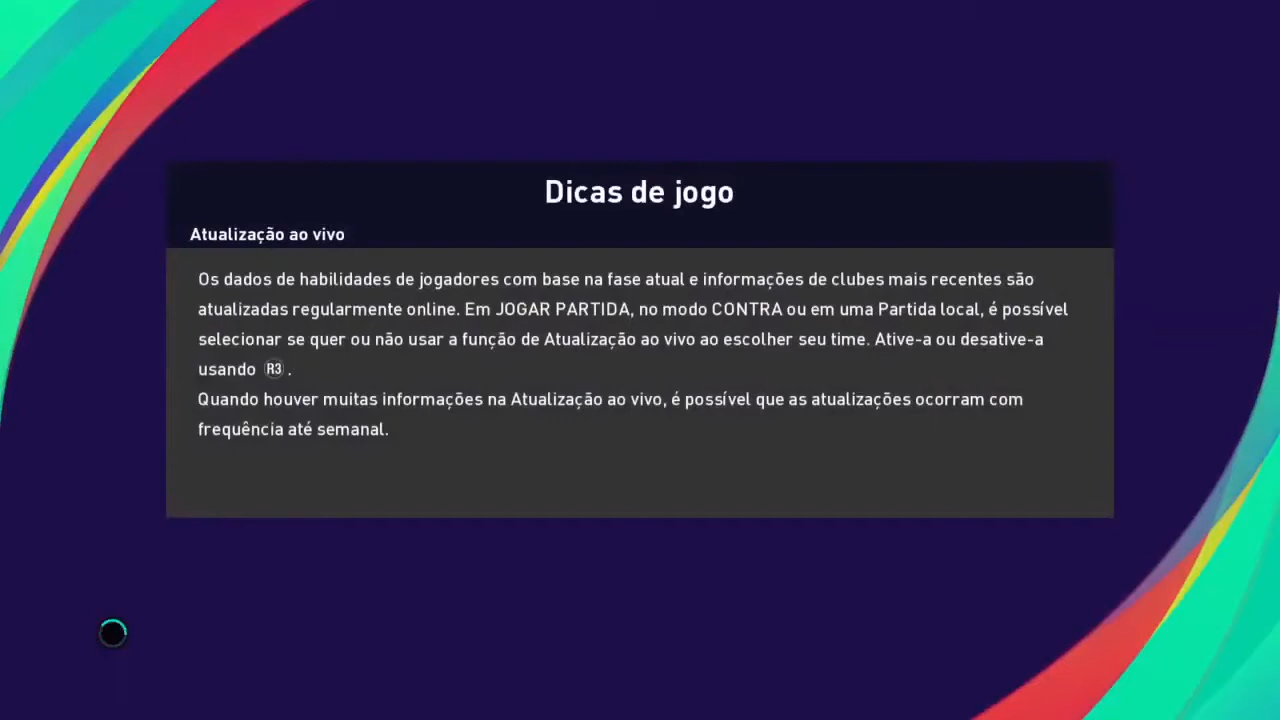 Dicas de jogo
Atualização ao vivo
Os dados de habilidades de jogadores com base na fase atual e informações de clubes mais recentes são
atualizadas regularmente online. Em JOGAR PARTIDA, no modo CONTRA ou em uma Partida local, é possível
selecionar se quer ou não usar a função de Atualização ao vivo ao escolher seu time. Ative-a ou desative-a
usando R3.
Quando houver muitas informações na Atualização ao vivo, é possível que as atualizações ocorram com
frequência até semanal.